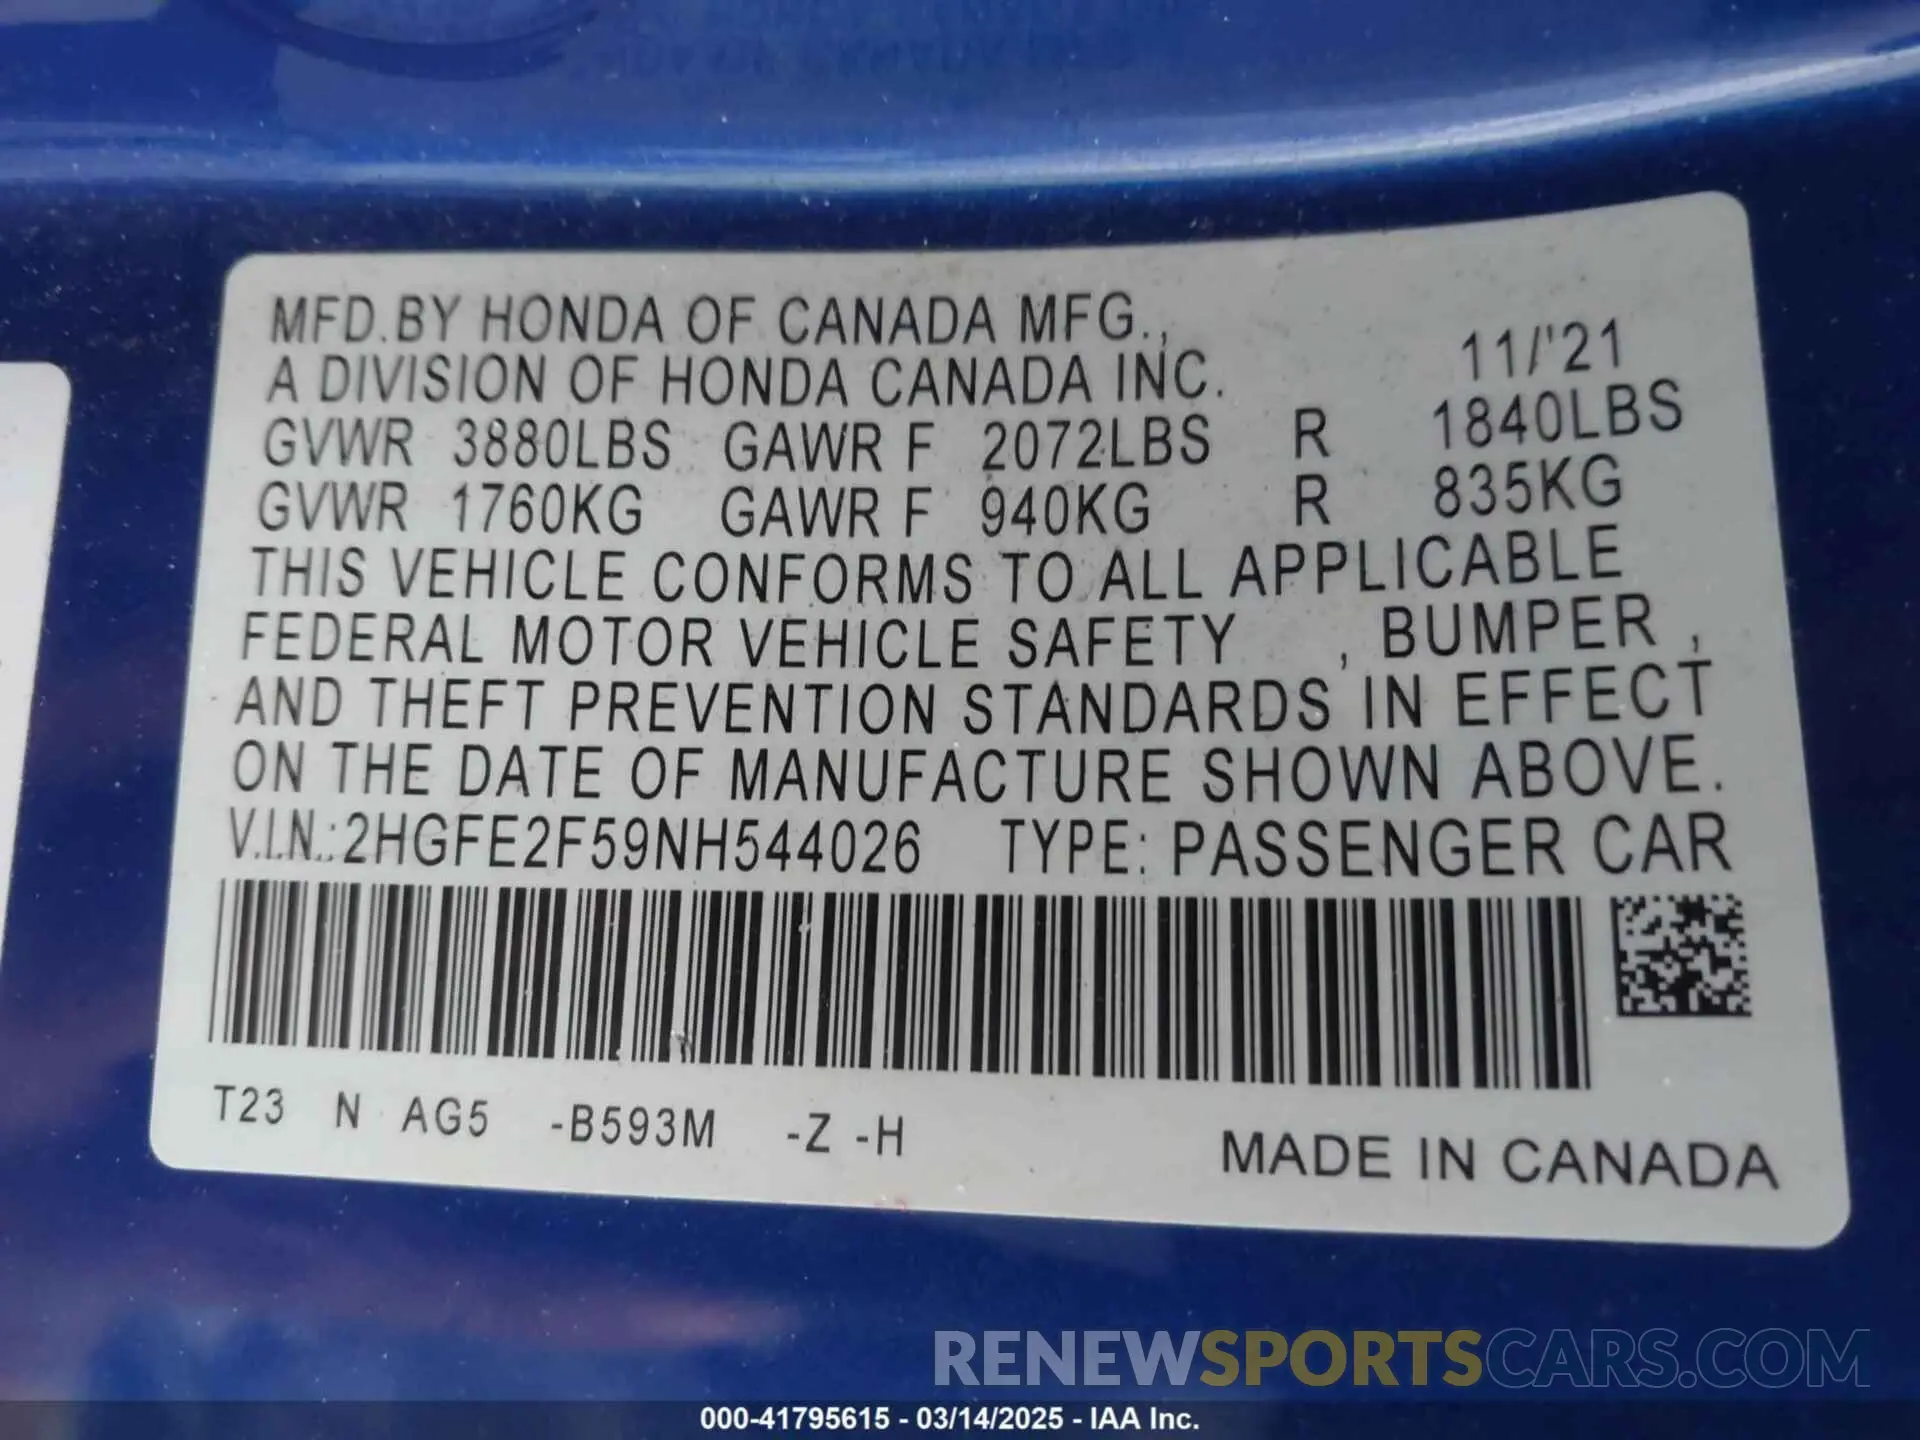 MFD.BY HONDA OF CANADA MFG.,
A DIVISION OF HONDA CANADA INC. 11/'21
GVWR 3880LBS GAWR F 2072LBS R 1840LBS
GVWR 1760KG GAWR F 940KG R 835KG
THIS VEHICLE CONFORMS TO ALL APPLICABLE
FEDERAL MOTOR VEHICLE SAFETY , BUMPER ,
AND THEFT PREVENTION STANDARDS IN EFFECT
ON THE DATE OF MANUFACTURE SHOWN ABOVE.
V.I.N.:2HGFE2F59NH544026 TYPE: PASSENGER CAR
T23 N AG5 -B593M -Z -H
MADE IN CANADA
RENEWSPORTSCARS.COM
000-41795615 - 03/14/2025 - IAA Inc.